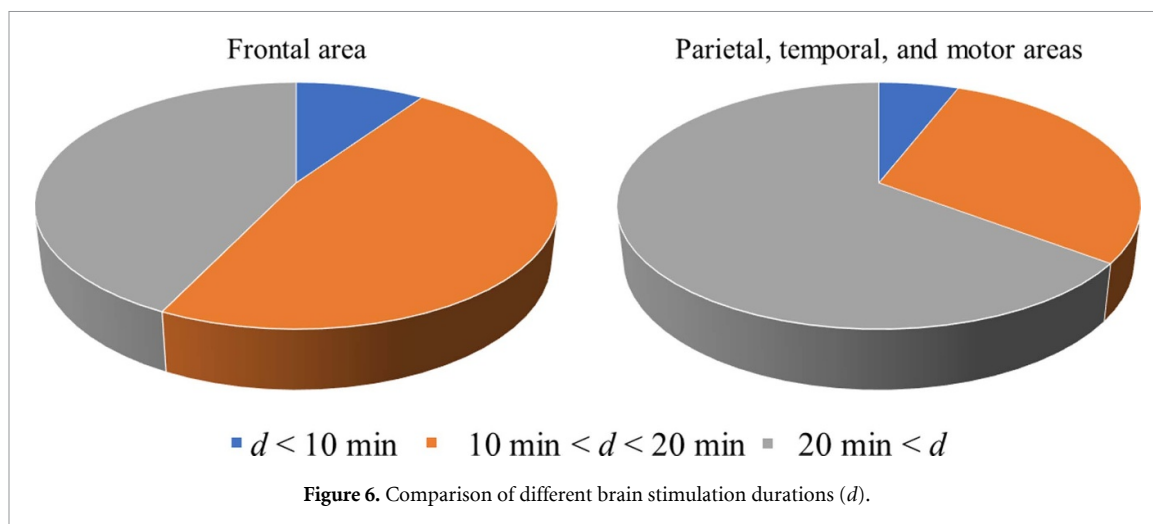 Frontal area
Parietal, temporal, and motor areas
d < 10 min 10 min < d < 20 min 20 min < d
Figure 6. Comparison of different brain stimulation durations (d).